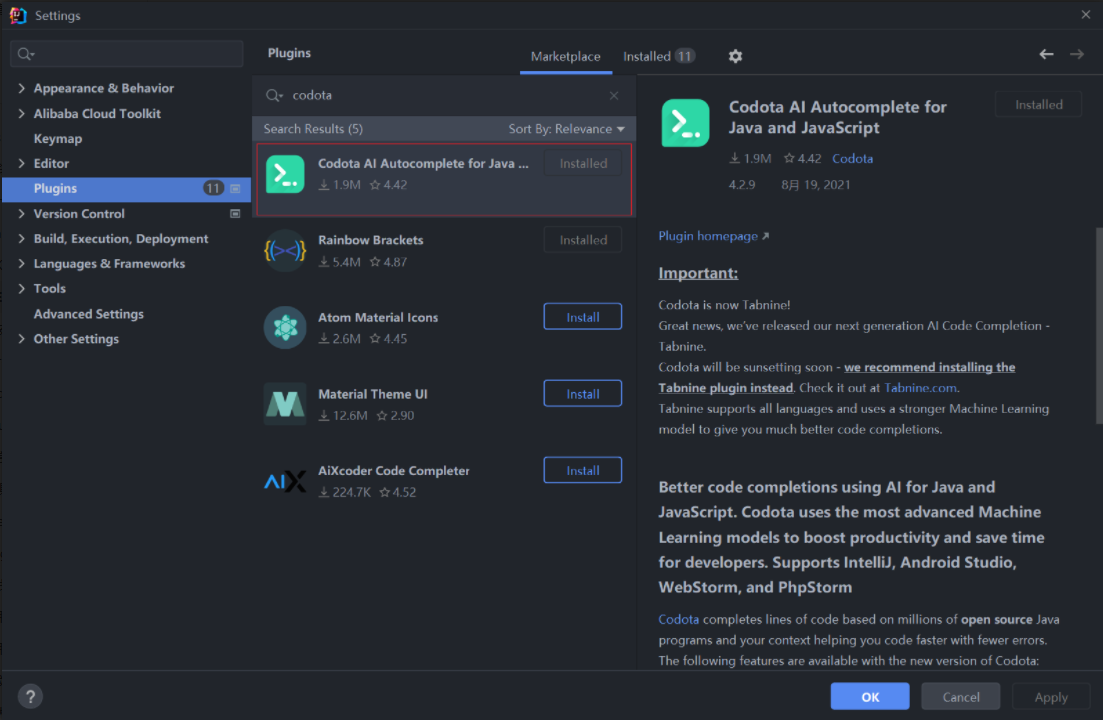 Settings
Plugins
Marketplace
Installed 11
codota
Appearance & Behavior
Alibaba Cloud Toolkit
Keymap
Editor
Plugins 11
Version Control
Build, Execution, Deployment
Languages & Frameworks
Tools
Advanced Settings
Other Settings
Search Results (5)
Sort By: Relevance
Codota AI Autocomplete for Java ...
Installed
1.9M 4.42
Rainbow Brackets
Installed
5.4M 4.87
Atom Material Icons
Install
2.6M 4.45
Material Theme UI
Install
12.6M 2.90
AiXcoder Code Completer
Install
224.7K 4.52
Codota AI Autocomplete for
Java and JavaScript
Installed
1.9M 4.42 Codota
4.2.9 8月 19, 2021
Plugin homepage
Important:
Codota is now Tabnine!
Great news, we've released our next generation AI Code Completion -
Tabnine.
Codota will be sunsetting soon - we recommend installing the
Tabnine plugin instead. Check it out at Tabnine.com.
Tabnine supports all languages and uses a stronger Machine Learning
model to give you much better code completions.
Better code completions using AI for Java and
JavaScript. Codota uses the most advanced Machine
Learning models to boost productivity and save time
for developers. Supports IntelliJ, Android Studio,
WebStorm, and PhpStorm
Codota completes lines of code based on millions of open source Java
programs and your context helping you code faster with fewer errors.
The following features are available with the new version of Codota:
?
OK
Cancel
Apply